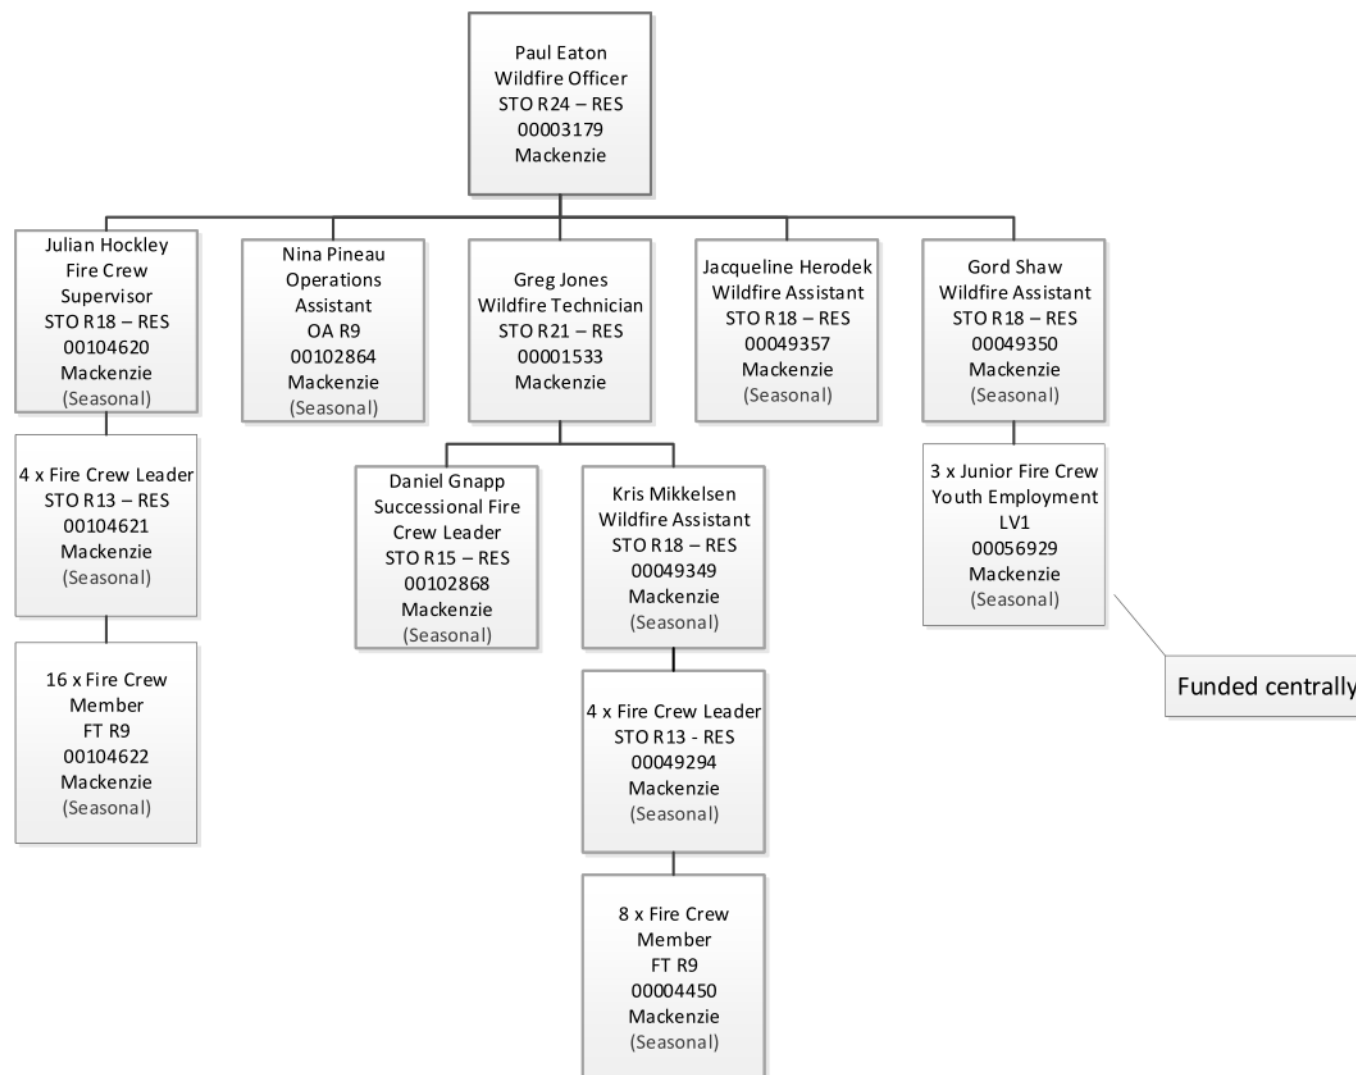 Paul Eaton
Wildfire Officer
STO R24 – RES
00003179
Mackenzie
Julian Hockley
Fire Crew
Supervisor
STO R18 – RES
00104620
Mackenzie
(Seasonal)
Nina Pineau
Operations
Assistant
OA R9
00102864
Mackenzie
(Seasonal)
Greg Jones
Wildfire Technician
STO R21 – RES
00001533
Mackenzie
Jacqueline Herodek
Wildfire Assistant
STO R18 – RES
00049357
Mackenzie
(Seasonal)
Gord Shaw
Wildfire Assistant
STO R18 – RES
00049350
Mackenzie
(Seasonal)
4 x Fire Crew Leader
STO R13 – RES
00104621
Mackenzie
(Seasonal)
Daniel Gnapp
Successional Fire
Crew Leader
STO R15 – RES
00102868
Mackenzie
(Seasonal)
Kris Mikkelsen
Wildfire Assistant
STO R18 – RES
00049349
Mackenzie
(Seasonal)
3 x Junior Fire Crew
Youth Employment
LV1
00056929
Mackenzie
(Seasonal)
16 x Fire Crew
Member
FT R9
00104622
Mackenzie
(Seasonal)
Funded centrally
4 x Fire Crew Leader
STO R13 - RES
00049294
Mackenzie
(Seasonal)
8 x Fire Crew
Member
FT R9
00004450
Mackenzie
(Seasonal)